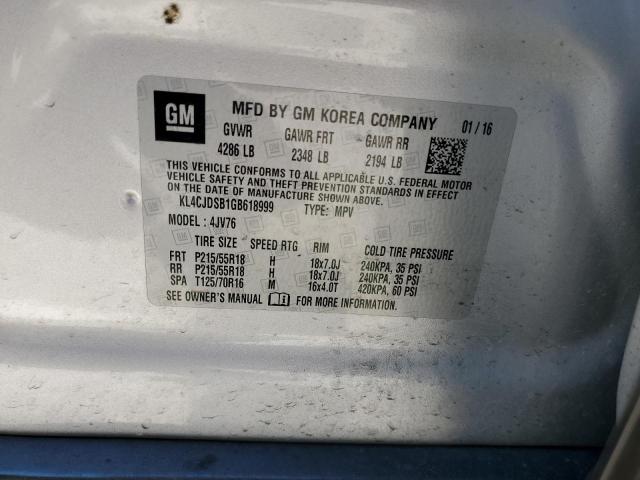 GM
MFD BY GM KOREA COMPANY 01/16
GVWR GAWR FRT GAWR RR
4286 LB 2348 LB 2194 LB
THIS VEHICLE CONFORMS TO ALL APPLICABLE U.S. FEDERAL MOTOR
VEHICLE SAFETY AND THEFT PREVENTION STANDARDS IN EFFECT
ON THE DATE OF MANUFACTURE SHOWN ABOVE.
KL4CJDSB1GB618999 TYPE: MPV
MODEL: 4JV76
TIRE SIZE SPEED RTG RIM COLD TIRE PRESSURE
FRT P215/55R18 H 18x7.0J 240KPA, 35 PSI
RR P215/55R18 H 18x7.0J 240KPA, 35 PSI
SPA T125/70R16 M 16x4.0T 420KPA, 60 PSI
SEE OWNER'S MANUAL FOR MORE INFORMATION.